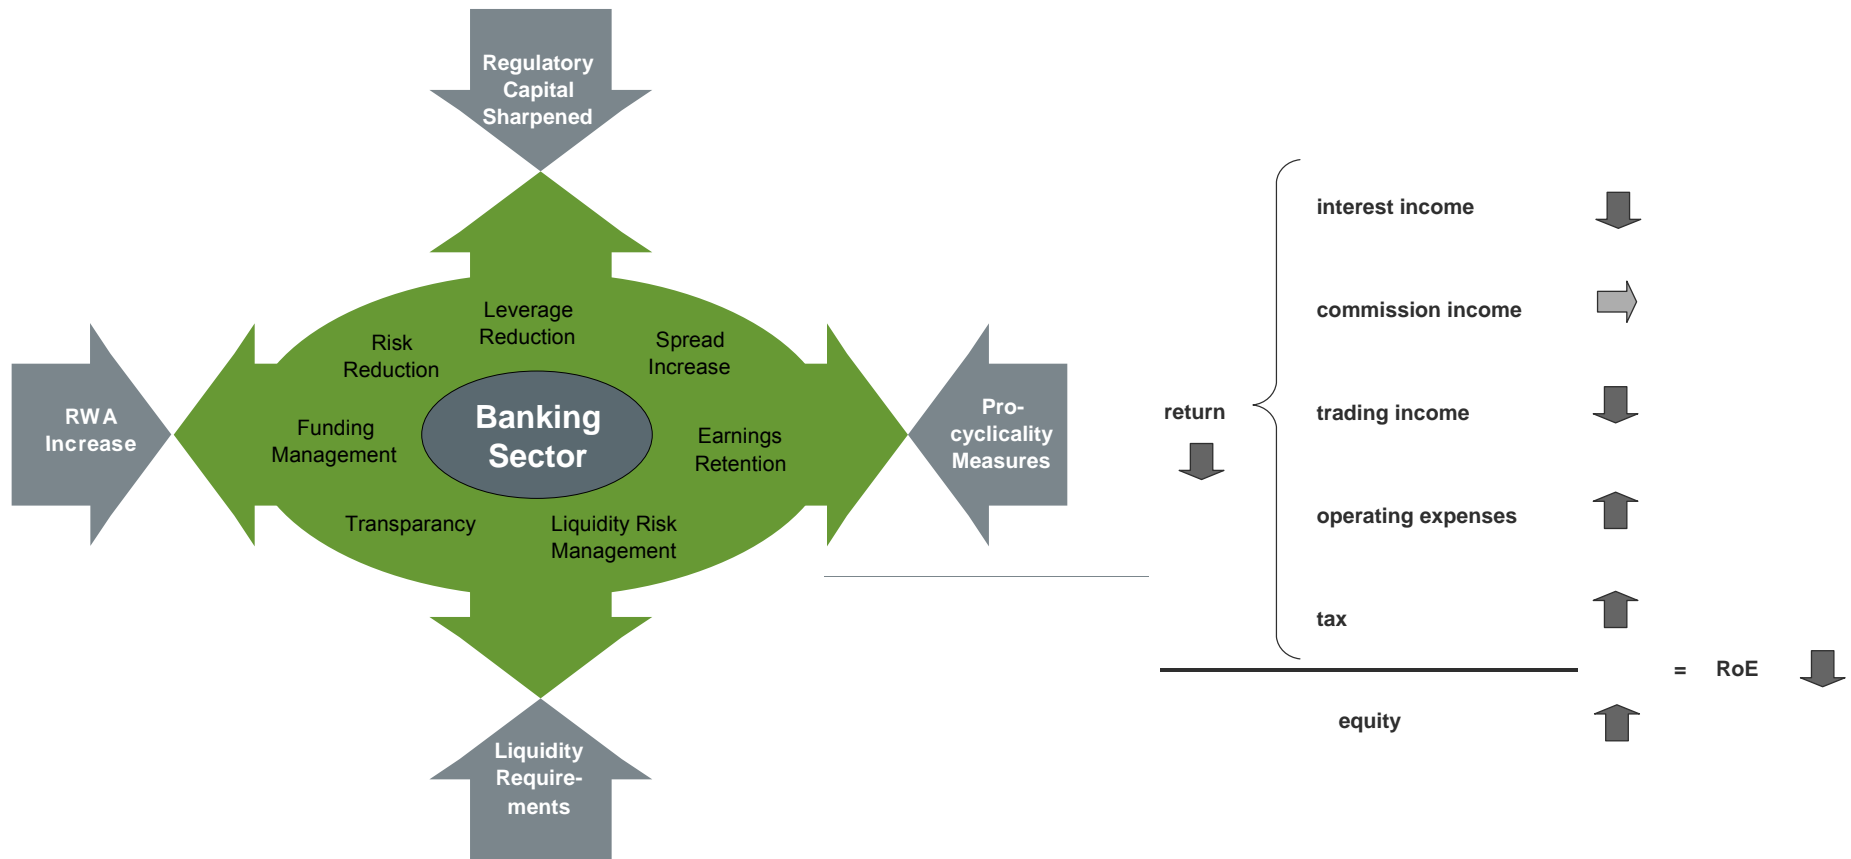 Regulatory
Capital
Sharpened
Leverage
Reduction
Risk
Reduction
Spread
Increase
RWA
Increase
Funding
Management
Banking
Sector
Earnings
Retention
Pro-
cyclicality
Measures
Transparancy
Liquidity Risk
Management
Liquidity
Require-
ments
return
interest income
commission income
trading income
operating expenses
tax
= RoE
equity